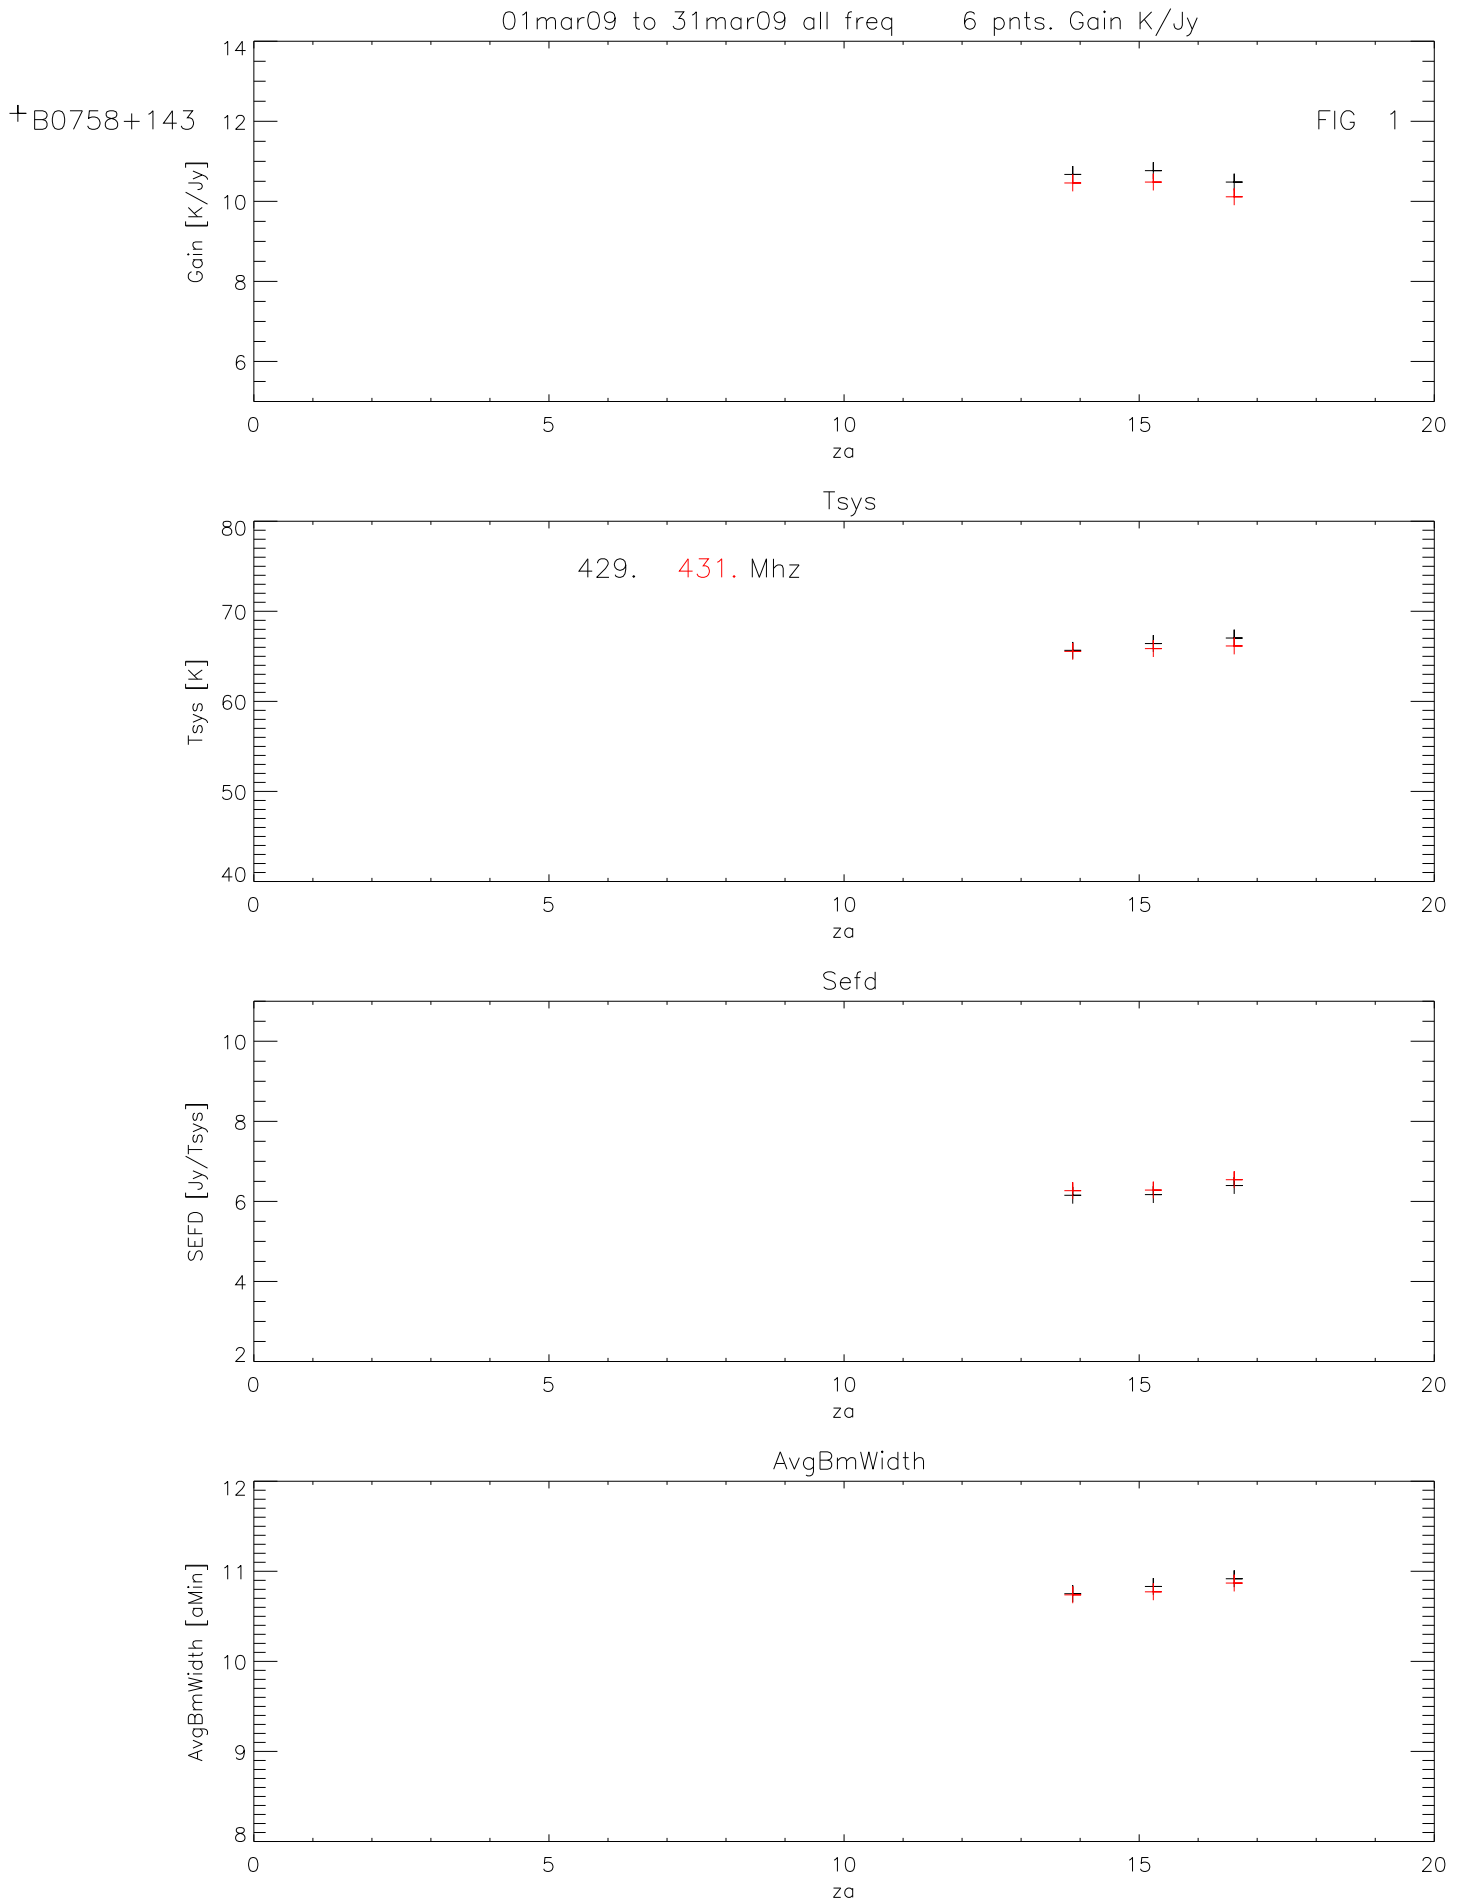 01mar09 to 31mar09 all freq 6 pnts. Gain K/Jy
+B0758+143
FIG 1
14
12
10
8
6
Gain [K/Jy]
0 5 10 15 20
za
Tsys
429. 431. Mhz
80
70
60
50
40
Tsys [K]
0 5 10 15 20
za
Sefd
10
8
6
4
2
SEFD [Jy/Tsys]
0 5 10 15 20
za
AvgBmWidth
12
11
10
9
8
AvgBmWidth [aMin]
0 5 10 15 20
za